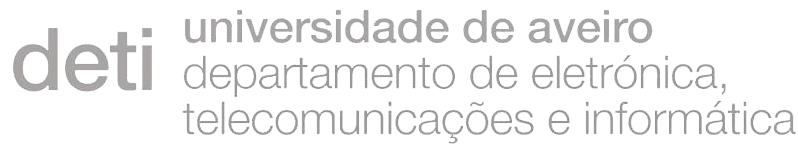 deti
universidade de aveiro
departamento de eletrónica,
telecomunicações e informática